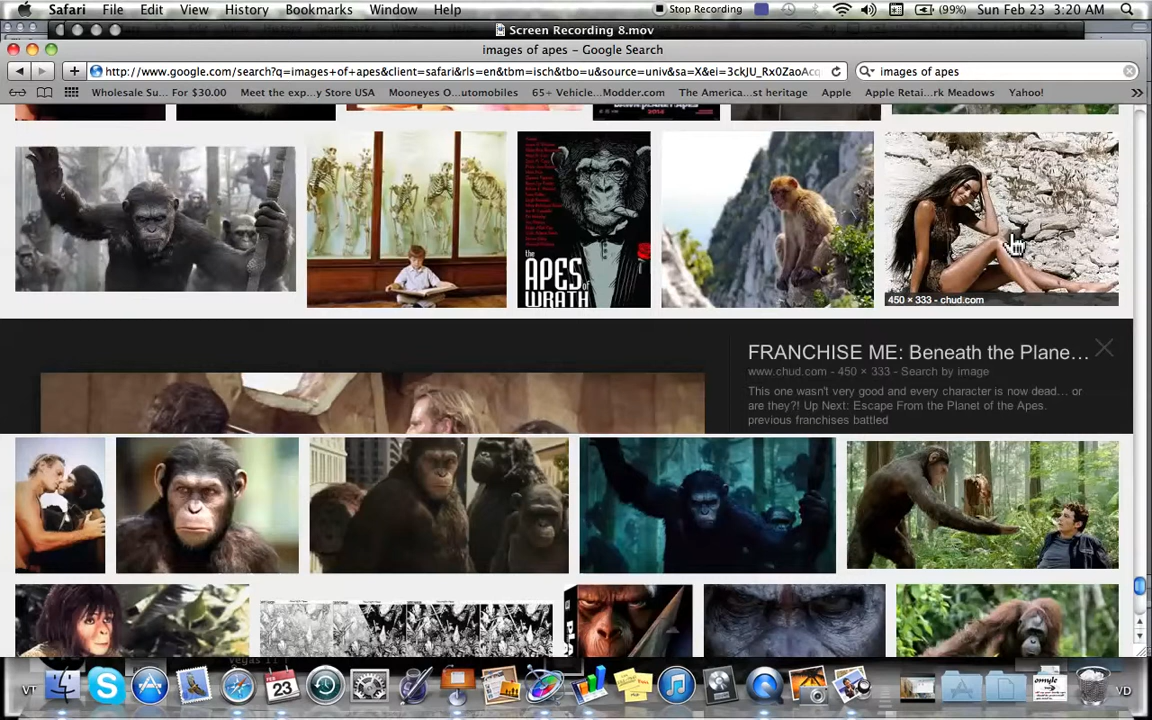 Safari File Edit View History Bookmarks Window Help Stop Recording (99%) Sun Feb 23 3:20 AM
Screen Recording 8.mov
images of apes – Google Search
http://www.google.com/search?q=images+of+apes&client=safari&rls=en&tbm=isch&tbo=u&source=univ&sa=X&ei=3ckJU_Rx0ZaoAcq images of apes
Wholesale Su... For $30.00 Meet the exp...y Store USA Mooneyes O...utomobiles 65+ Vehicle...Modder.com The America...st heritage Apple Apple Retai...rk Meadows Yahoo!
2014
the
APES
of
WRATH
450 × 333 - chud.com
FRANCHISE ME: Beneath the Plane...
www.chud.com - 450 × 333 - Search by image
This one wasn't very good and every character is now dead... or
are they?! Up Next: Escape From the Planet of the Apes.
previous franchises battled
VT
FEB
23
VD